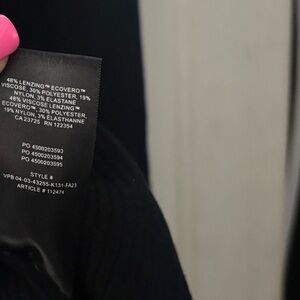 48% LENZING™ ECOVERO™
VISCOSE, 30% POLYESTER, 19%
NYLON, 3% ELASTANE
48% VISCOSE LENZING™
ECOVERO™, 30% POLYESTER,
19% NYLON, 3% ELASTHANNE
CA 23725 RN 122354
PO 4500203593
PO 4500203594
PO 4500203595
STYLE #
VPB 04-03-43255-K131-FA23
ARTICLE # 112474